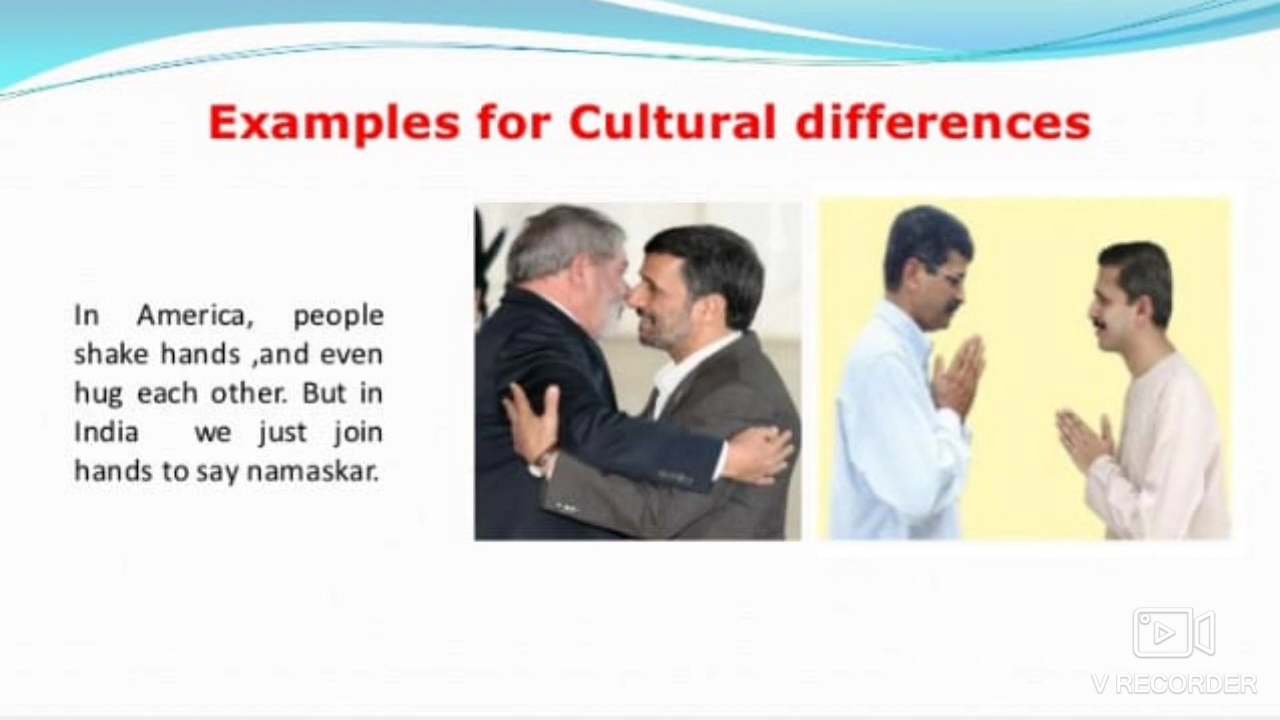 Examples for Cultural differences
In America, people
shake hands ,and even
hug each other. But in
India we just join
hands to say namaskar.
V RECORDER